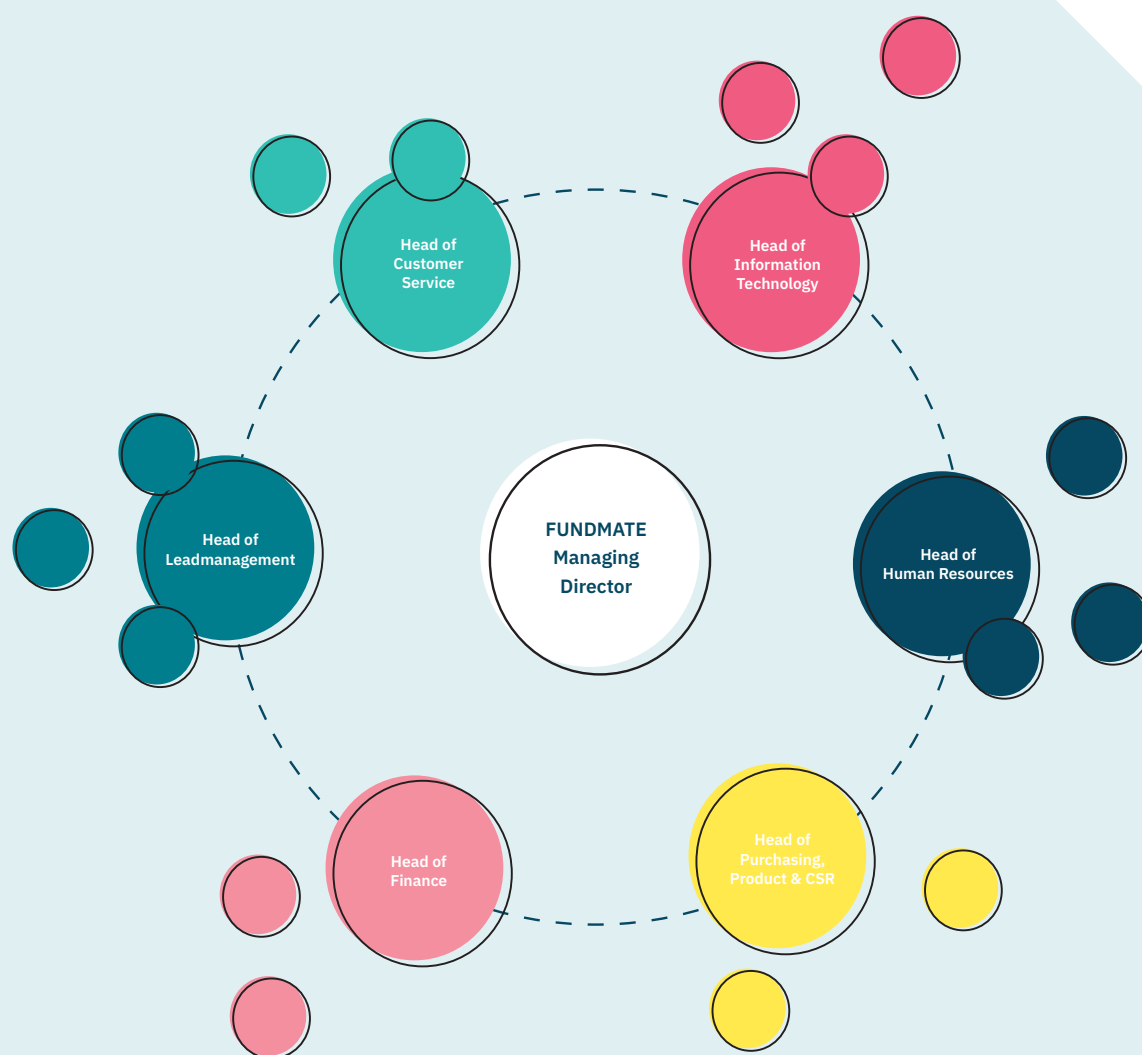 Head of
Customer
Service
Head of
Information
Technology
Head of
Leadmanagement
FUNDMATE
Managing
Director
Head of
Human Resources
Head of
Finance
Head of
Purchasing,
Product & CSR